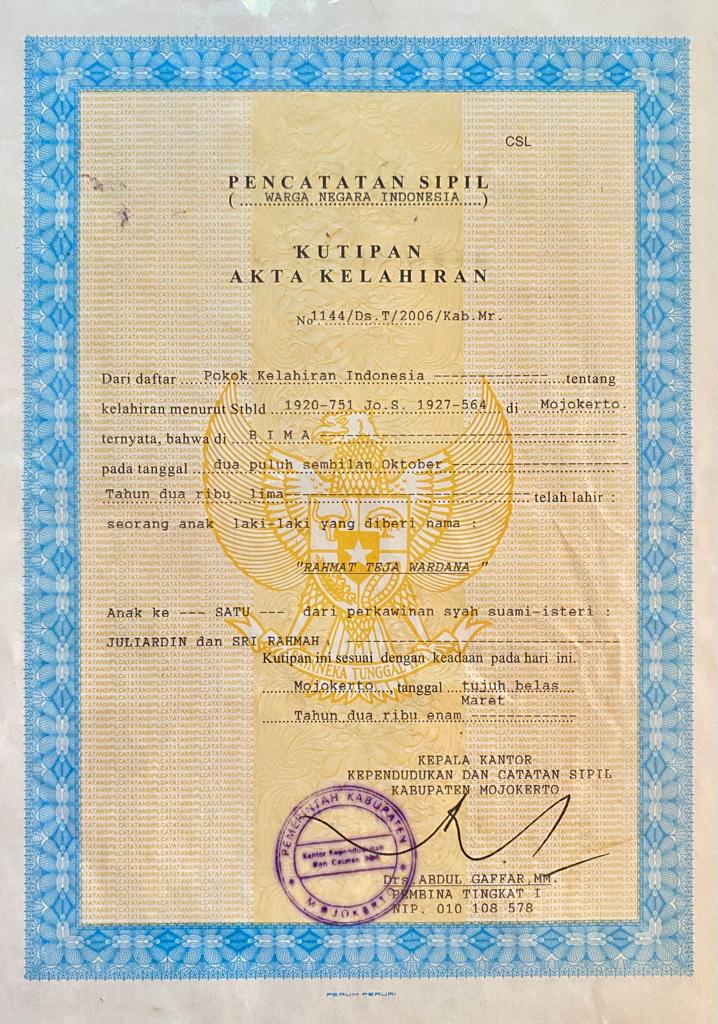 CSL
PENCATATAN SIPIL
( WARGA NEGARA INDONESIA )
KUTIPAN
AKTA KELAHIRAN
No 1144/Ds.T/2006/Kab.Mr.
Dari daftar Pokok Kelahiran Indonesia tentang
kelahiran menurut Stbld 1920-751 Jo.S. 1927-564 di Mojokerto.
ternyata, bahwa di B I M A
pada tanggal dua puluh sembilan Oktober
Tahun dua ribu lima telah lahir :
seorang anak laki-laki yang diberi nama :
"RAHMAT TEJA WARDANA "
Anak ke --- SATU --- dari perkawinan syah suami-isteri :
JULIARDIN dan SRI RAHMAH
Kutipan ini sesuai dengan keadaan pada hari ini.
Mojokerto, tanggal tujuh belas
Maret
Tahun dua ribu enam
KEPALA KANTOR
KEPENDUDUKAN DAN CATATAN SIPIL
KABUPATEN MOJOKERTO
PEMERINTAH KABUPATEN
Kantor Kependudukan
Dan Catatan Sipil
MOJOKERTO
Drs.ABDUL GAFFAR,MM.
PEMBINA TINGKAT I
NIP. 010 108 578
PERUM PERURI